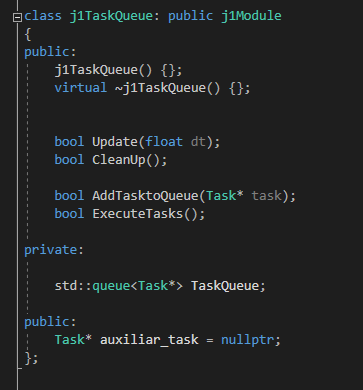 class j1TaskQueue: public j1Module
{
public:
j1TaskQueue() {};
virtual ~j1TaskQueue() {};
bool Update(float dt);
bool CleanUp();
bool AddTasktoQueue(Task* task);
bool ExecuteTasks();
private:
std::queue<Task*> TaskQueue;
public:
Task* auxiliar_task = nullptr;
};